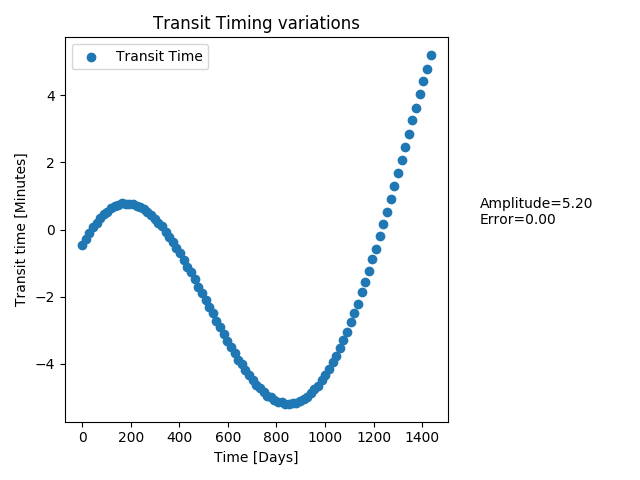 Transit Timing variations
Transit Time
Transit time [Minutes]
4
2
0
−2
−4
0 200 400 600 800 1000 1200 1400
Time [Days]
Amplitude=5.20
Error=0.00